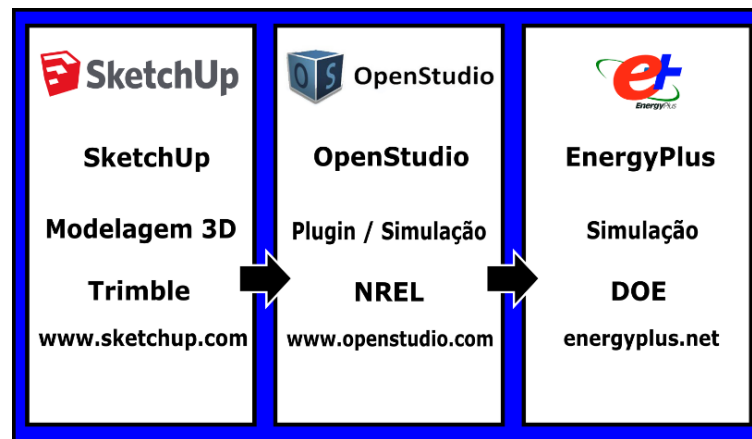 SketchUp
SketchUp
Modelagem 3D
Trimble
www.sketchup.com
OS OpenStudio
OpenStudio
Plugin / Simulação
NREL
www.openstudio.com
e+
EnergyPlus
EnergyPlus
Simulação
DOE
energyplus.net